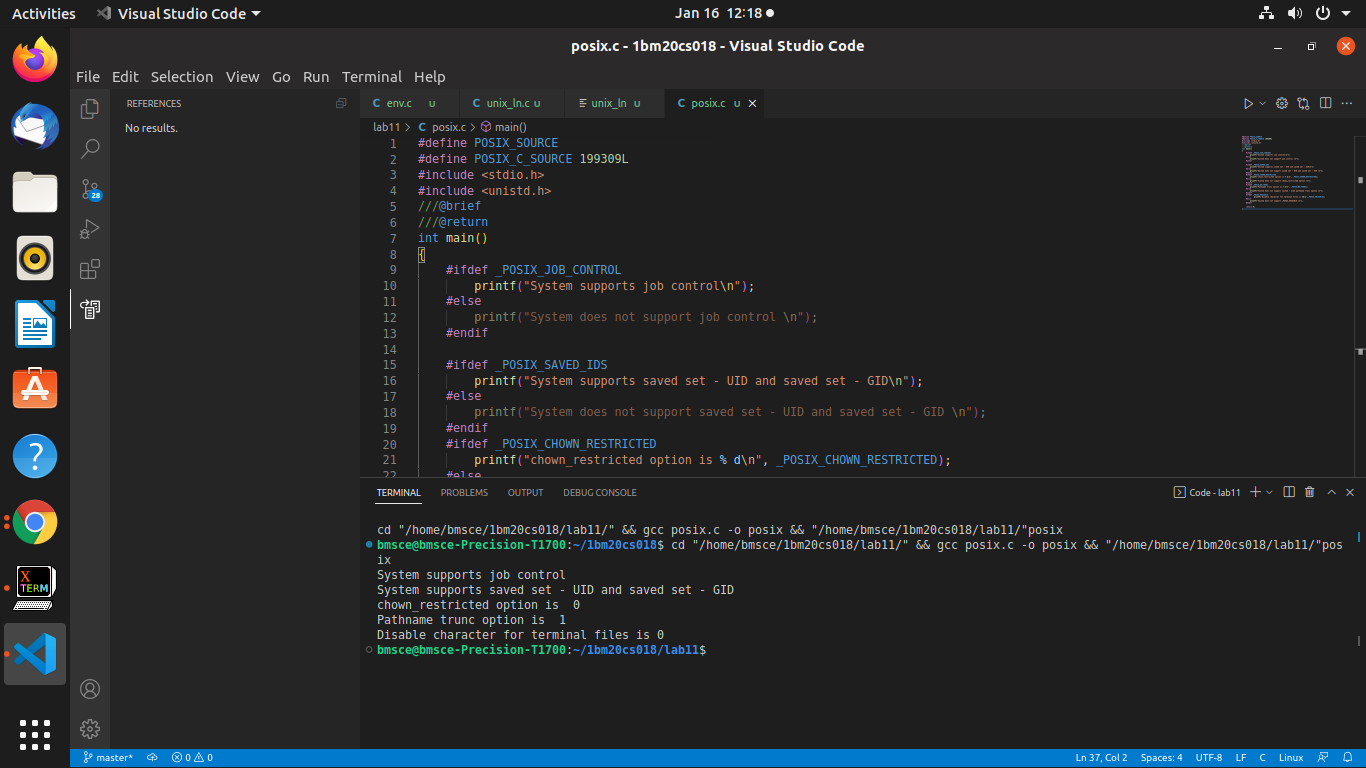 Activities Visual Studio Code Jan 16 12:18
posix.c - 1bm20cs018 - Visual Studio Code
File Edit Selection View Go Run Terminal Help
REFERENCES
No results.
28
env.c U unix_ln.c U unix_ln U posix.c U
lab11 > C posix.c > main()
1 #define POSIX_SOURCE
2 #define POSIX_C_SOURCE 199309L
3 #include <stdio.h>
4 #include <unistd.h>
5 ///@brief
6 ///@return
7 int main()
8 {
9 #ifdef _POSIX_JOB_CONTROL
10 printf("System supports job control\n");
11 #else
12 printf("System does not support job control \n");
13 #endif
14
15 #ifdef _POSIX_SAVED_IDS
16 printf("System supports saved set - UID and saved set - GID\n");
17 #else
18 printf("System does not support saved set - UID and saved set - GID \n");
19 #endif
20 #ifdef _POSIX_CHOWN_RESTRICTED
21 printf("chown_restricted option is % d\n", _POSIX_CHOWN_RESTRICTED);
22 #else
TERMINAL PROBLEMS OUTPUT DEBUG CONSOLE Code - lab11
cd "/home/bmsce/1bm20cs018/lab11/" && gcc posix.c -o posix && "/home/bmsce/1bm20cs018/lab11/"posix
bmsce@bmsce-Precision-T1700:~/1bm20cs018$ cd "/home/bmsce/1bm20cs018/lab11/" && gcc posix.c -o posix && "/home/bmsce/1bm20cs018/lab11/"pos
ix
System supports job control
System supports saved set - UID and saved set - GID
chown_restricted option is  0
Pathname trunc option is  1
Disable character for terminal files is 0
bmsce@bmsce-Precision-T1700:~/1bm20cs018/lab11$
X
TERM
master* 0 0 Ln 37, Col 2 Spaces: 4 UTF-8 LF C Linux